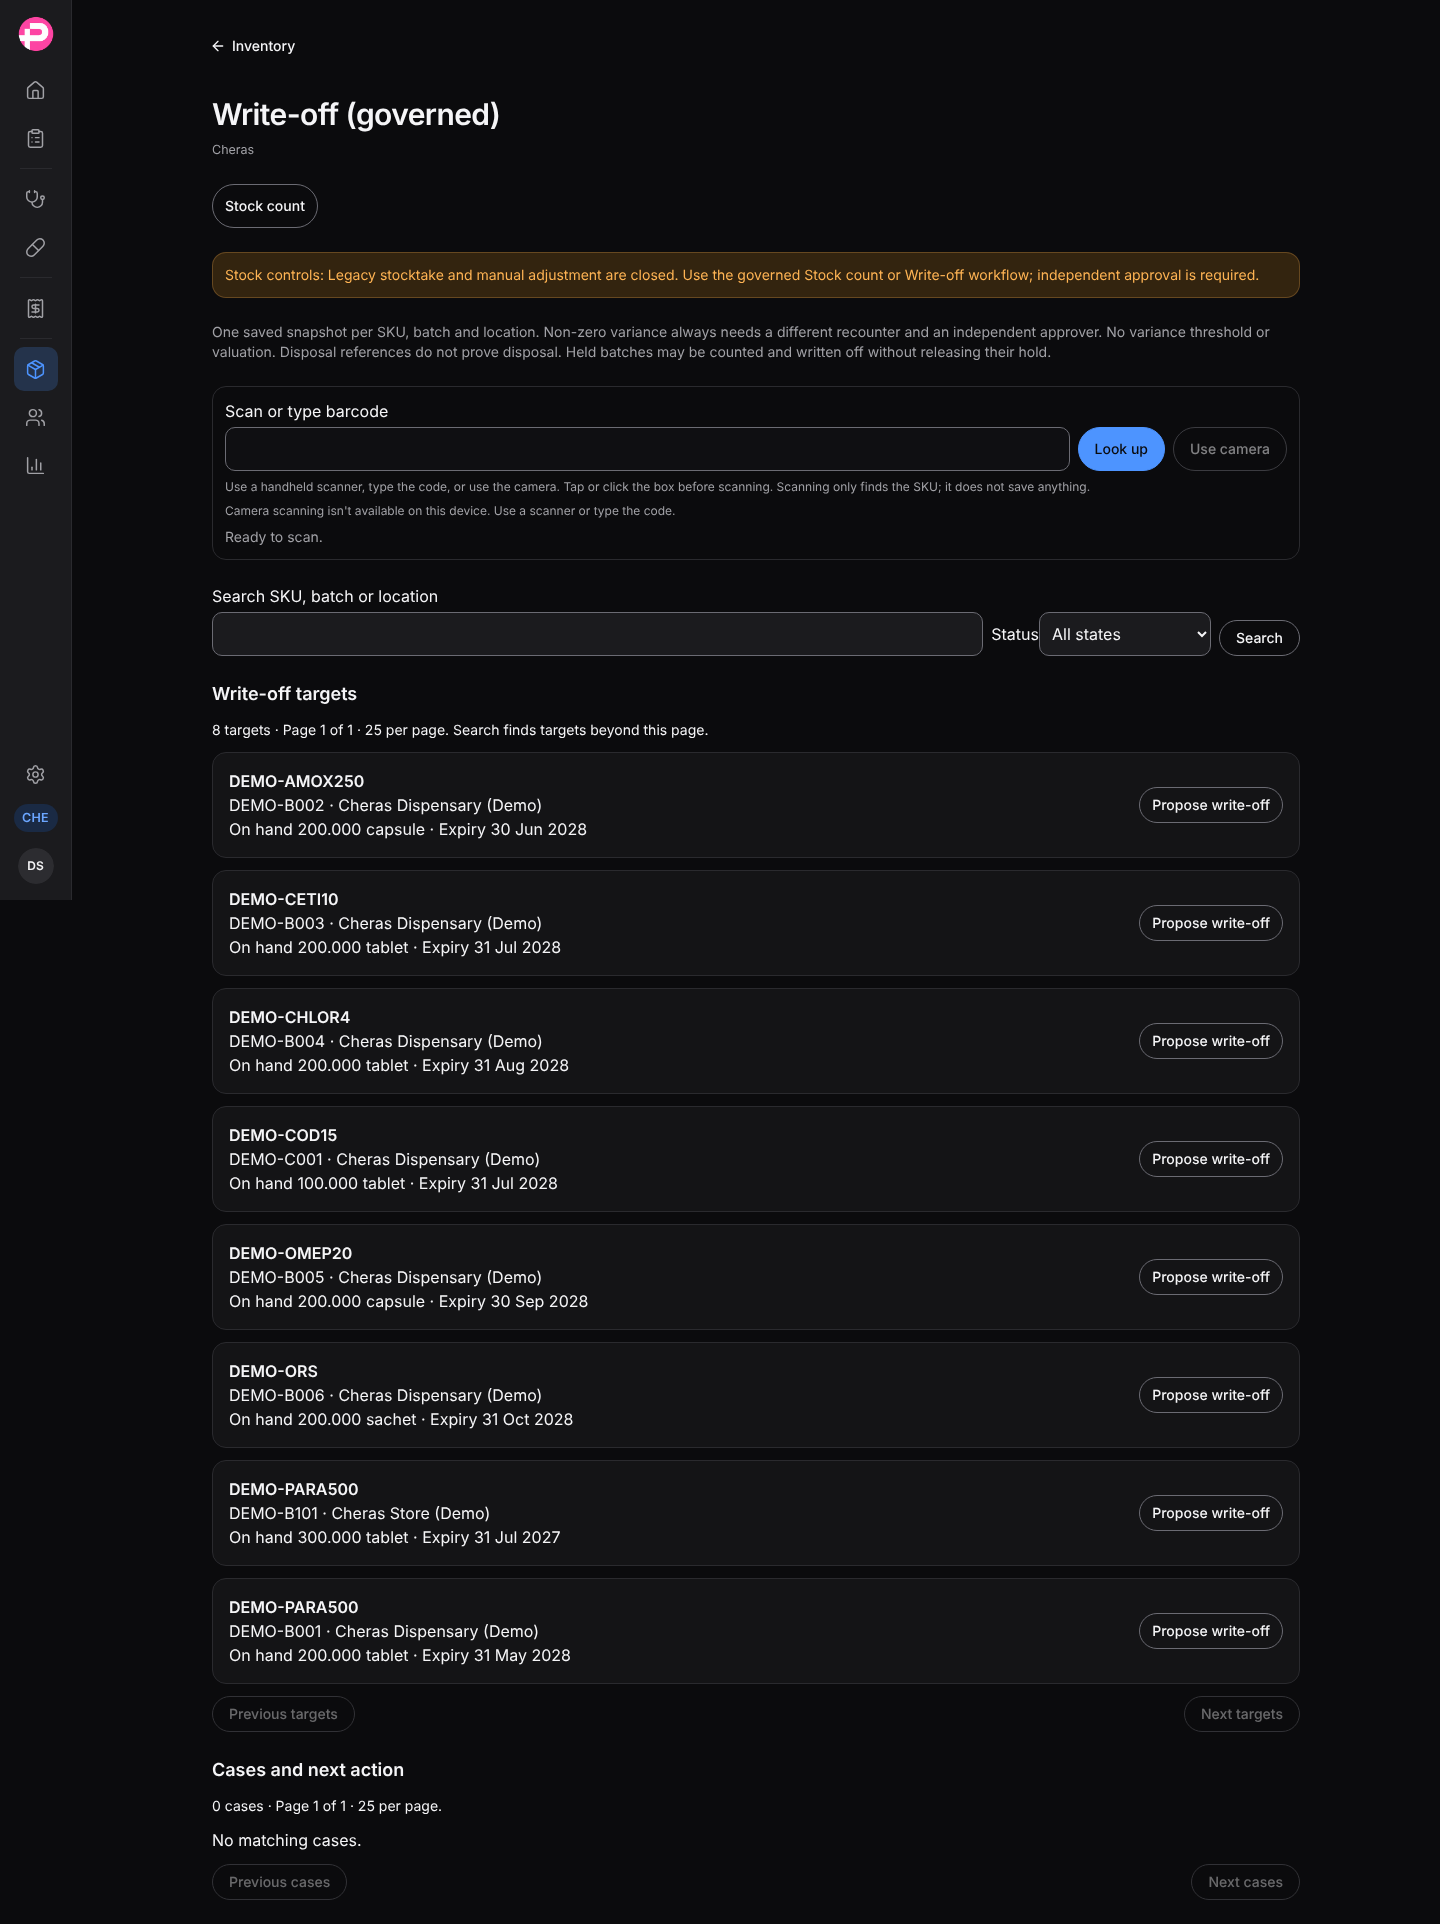 Inventory
Write-off (governed)
Cheras
Stock count
Stock controls: Legacy stocktake and manual adjustment are closed. Use the governed Stock count or Write-off workflow; independent approval is required.
One saved snapshot per SKU, batch and location. Non-zero variance always needs a different recounter and an independent approver. No variance threshold or
valuation. Disposal references do not prove disposal. Held batches may be counted and written off without releasing their hold.
Scan or type barcode
Look up
Use camera
Use a handheld scanner, type the code, or use the camera. Tap or click the box before scanning. Scanning only finds the SKU; it does not save anything.
Camera scanning isn't available on this device. Use a scanner or type the code.
Ready to scan.
Search SKU, batch or location
Status
All states
Search
Write-off targets
8 targets · Page 1 of 1 · 25 per page. Search finds targets beyond this page.
DEMO-AMOX250
DEMO-B002 · Cheras Dispensary (Demo)
On hand 200.000 capsule · Expiry 30 Jun 2028
Propose write-off
DEMO-CETI10
DEMO-B003 · Cheras Dispensary (Demo)
On hand 200.000 tablet · Expiry 31 Jul 2028
Propose write-off
DEMO-CHLOR4
DEMO-B004 · Cheras Dispensary (Demo)
On hand 200.000 tablet · Expiry 31 Aug 2028
Propose write-off
DEMO-COD15
DEMO-C001 · Cheras Dispensary (Demo)
On hand 100.000 tablet · Expiry 31 Jul 2028
Propose write-off
DEMO-OMEP20
DEMO-B005 · Cheras Dispensary (Demo)
On hand 200.000 capsule · Expiry 30 Sep 2028
Propose write-off
DEMO-ORS
DEMO-B006 · Cheras Dispensary (Demo)
On hand 200.000 sachet · Expiry 31 Oct 2028
Propose write-off
DEMO-PARA500
DEMO-B101 · Cheras Store (Demo)
On hand 300.000 tablet · Expiry 31 Jul 2027
Propose write-off
DEMO-PARA500
DEMO-B001 · Cheras Dispensary (Demo)
On hand 200.000 tablet · Expiry 31 May 2028
Propose write-off
Previous targets
Next targets
Cases and next action
0 cases · Page 1 of 1 · 25 per page.
No matching cases.
Previous cases
Next cases
CHE
DS